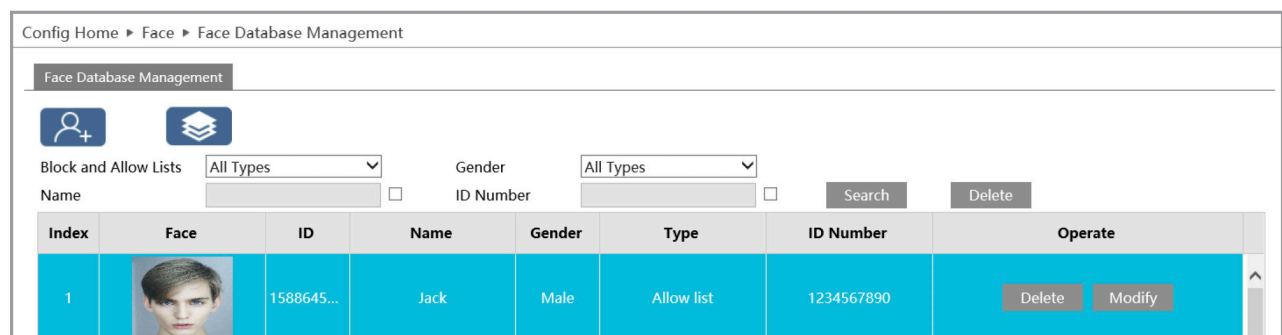 Config Home ▸ Face ▸ Face Database Management
Face Database Management
Block and Allow Lists All Types Gender All Types
Name ID Number Search Delete
Index Face ID Name Gender Type ID Number Operate
1 1588645... Jack Male Allow list 1234567890 Delete Modify